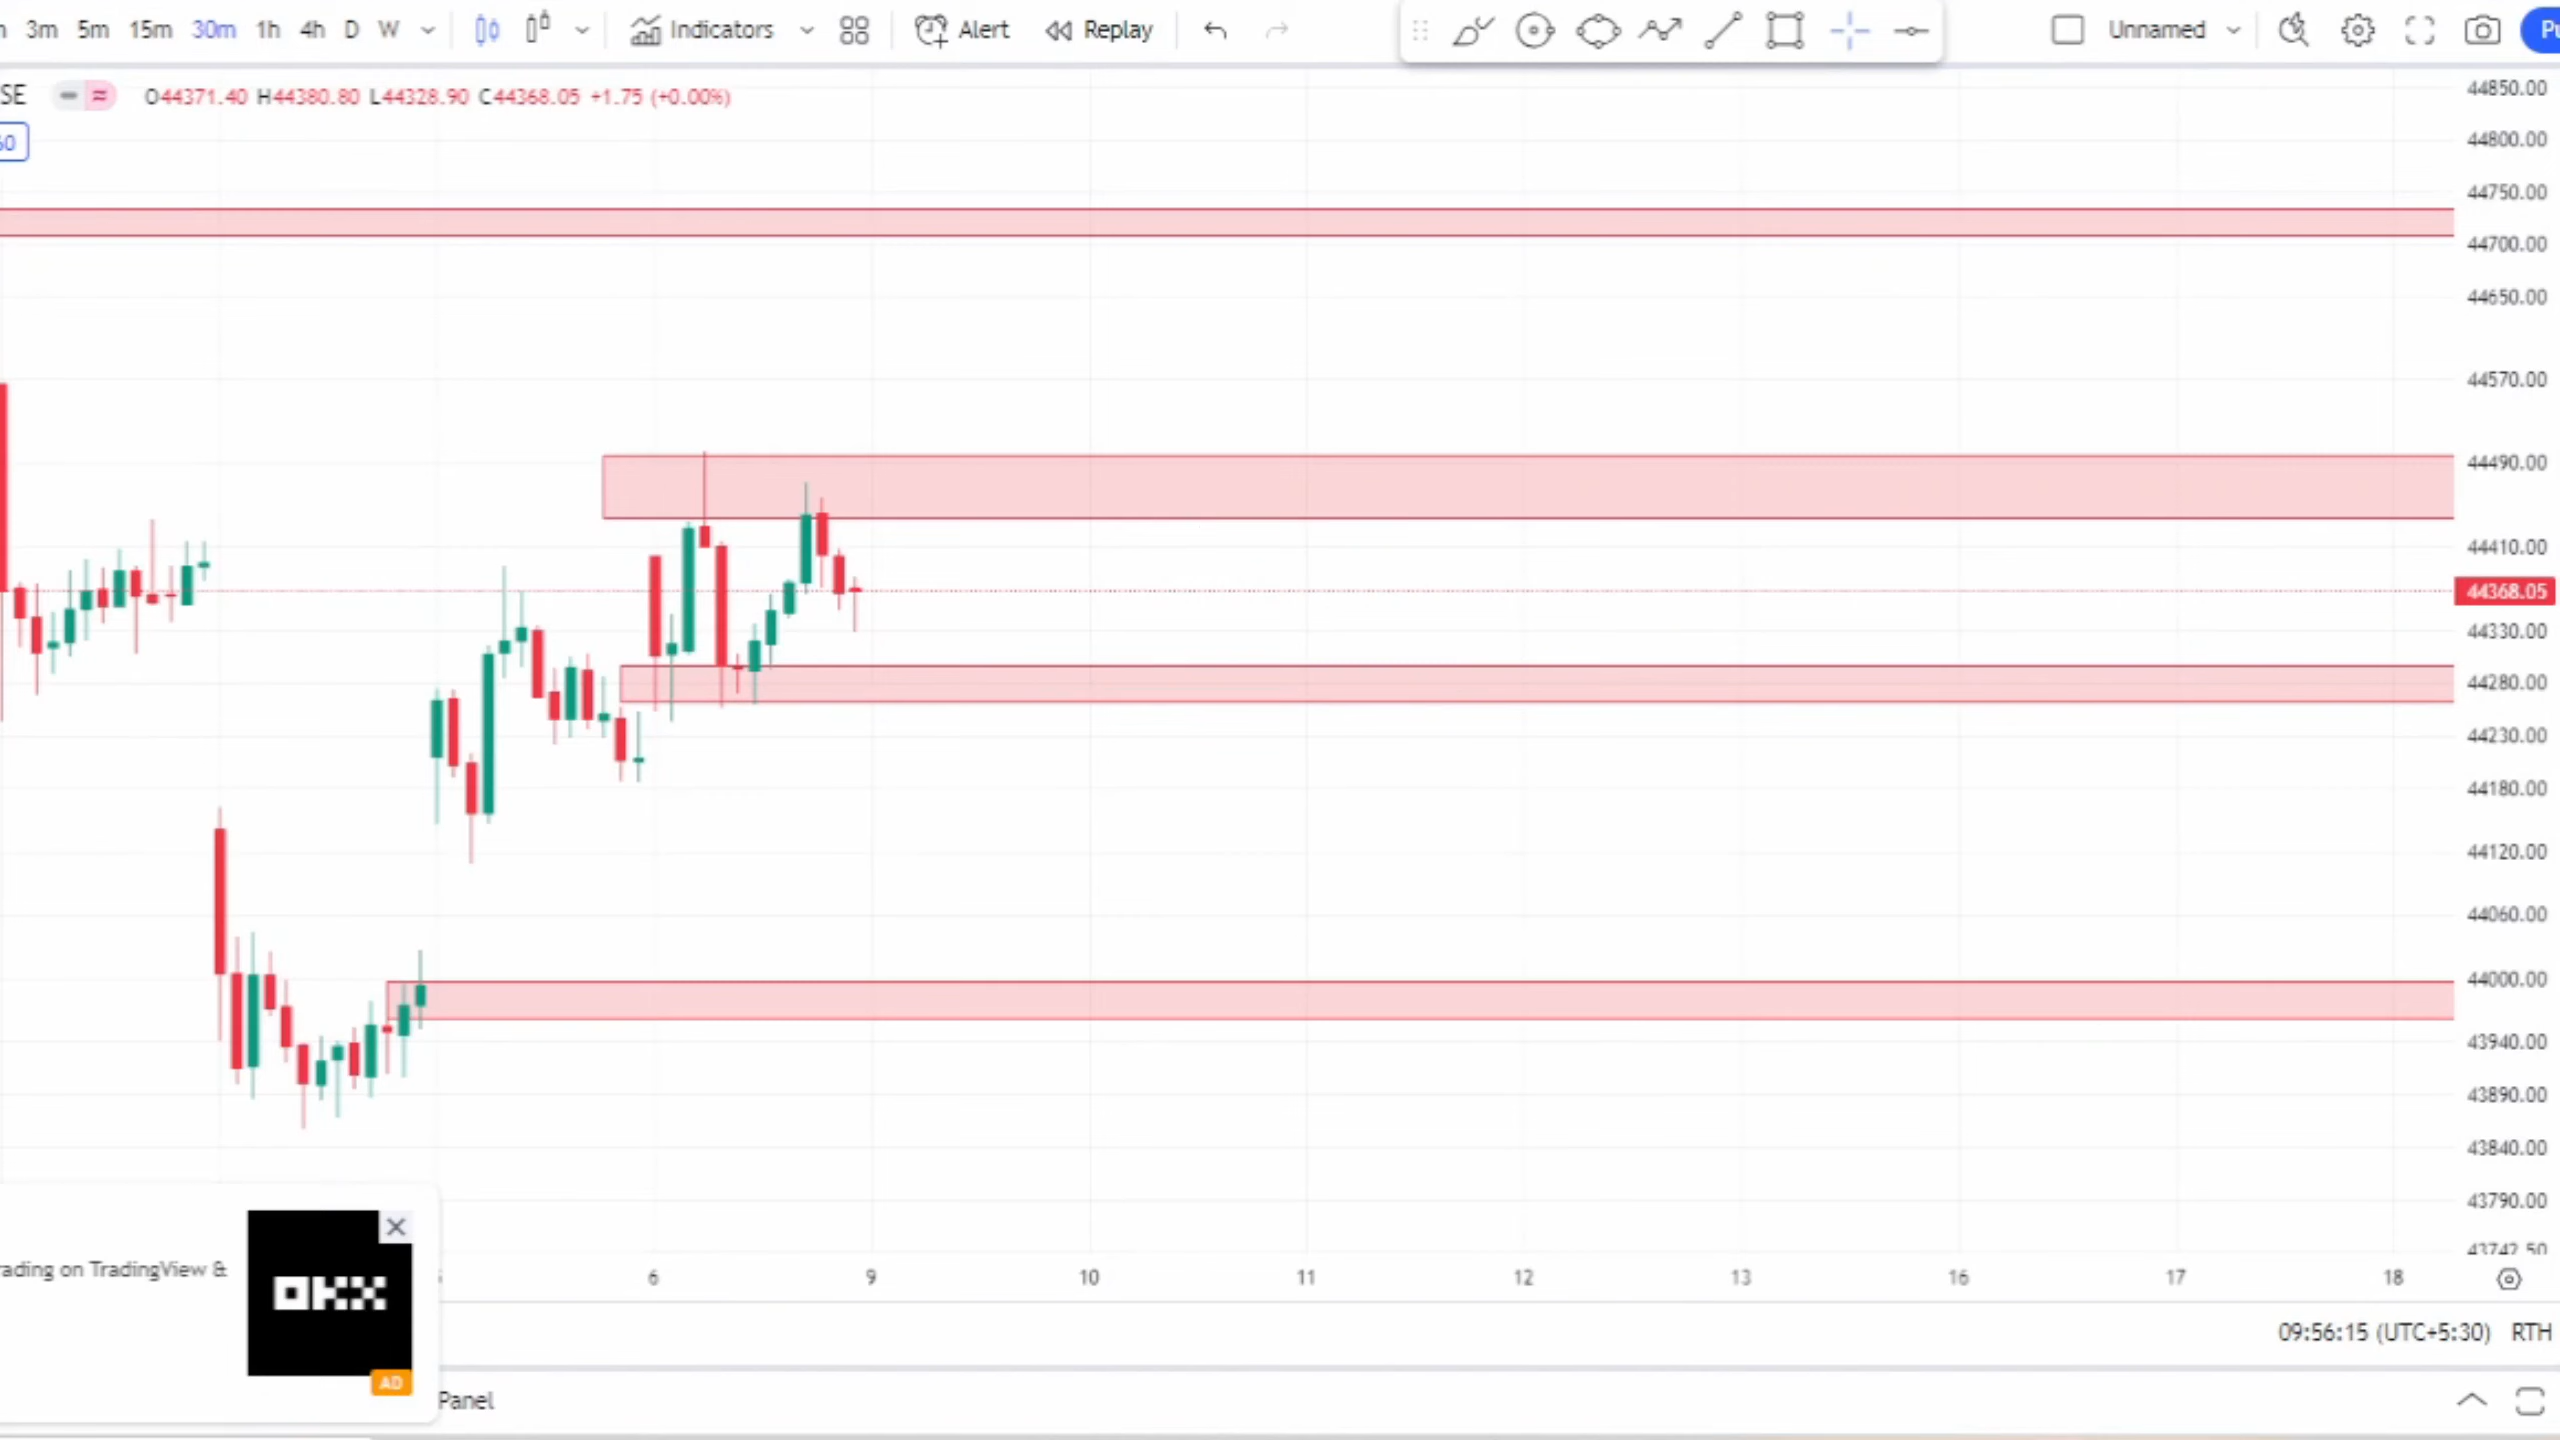 3m 5m 15m 30m 1h 4h D W Indicators Alert Replay Unnamed
SE O44371.40 H44380.80 L44328.90 C44368.05 +1.75 (+0.00%)
44850.00
44800.00
44750.00
44700.00
44650.00
44570.00
44490.00
44410.00
44368.05
44330.00
44280.00
44230.00
44180.00
44120.00
44060.00
44000.00
43940.00
43890.00
43840.00
43790.00
43742.50
6 9 10 11 12 13 16 17 18
ading on TradingView &
OKX
AD
09:56:15 (UTC+5:30) RTH
Panel